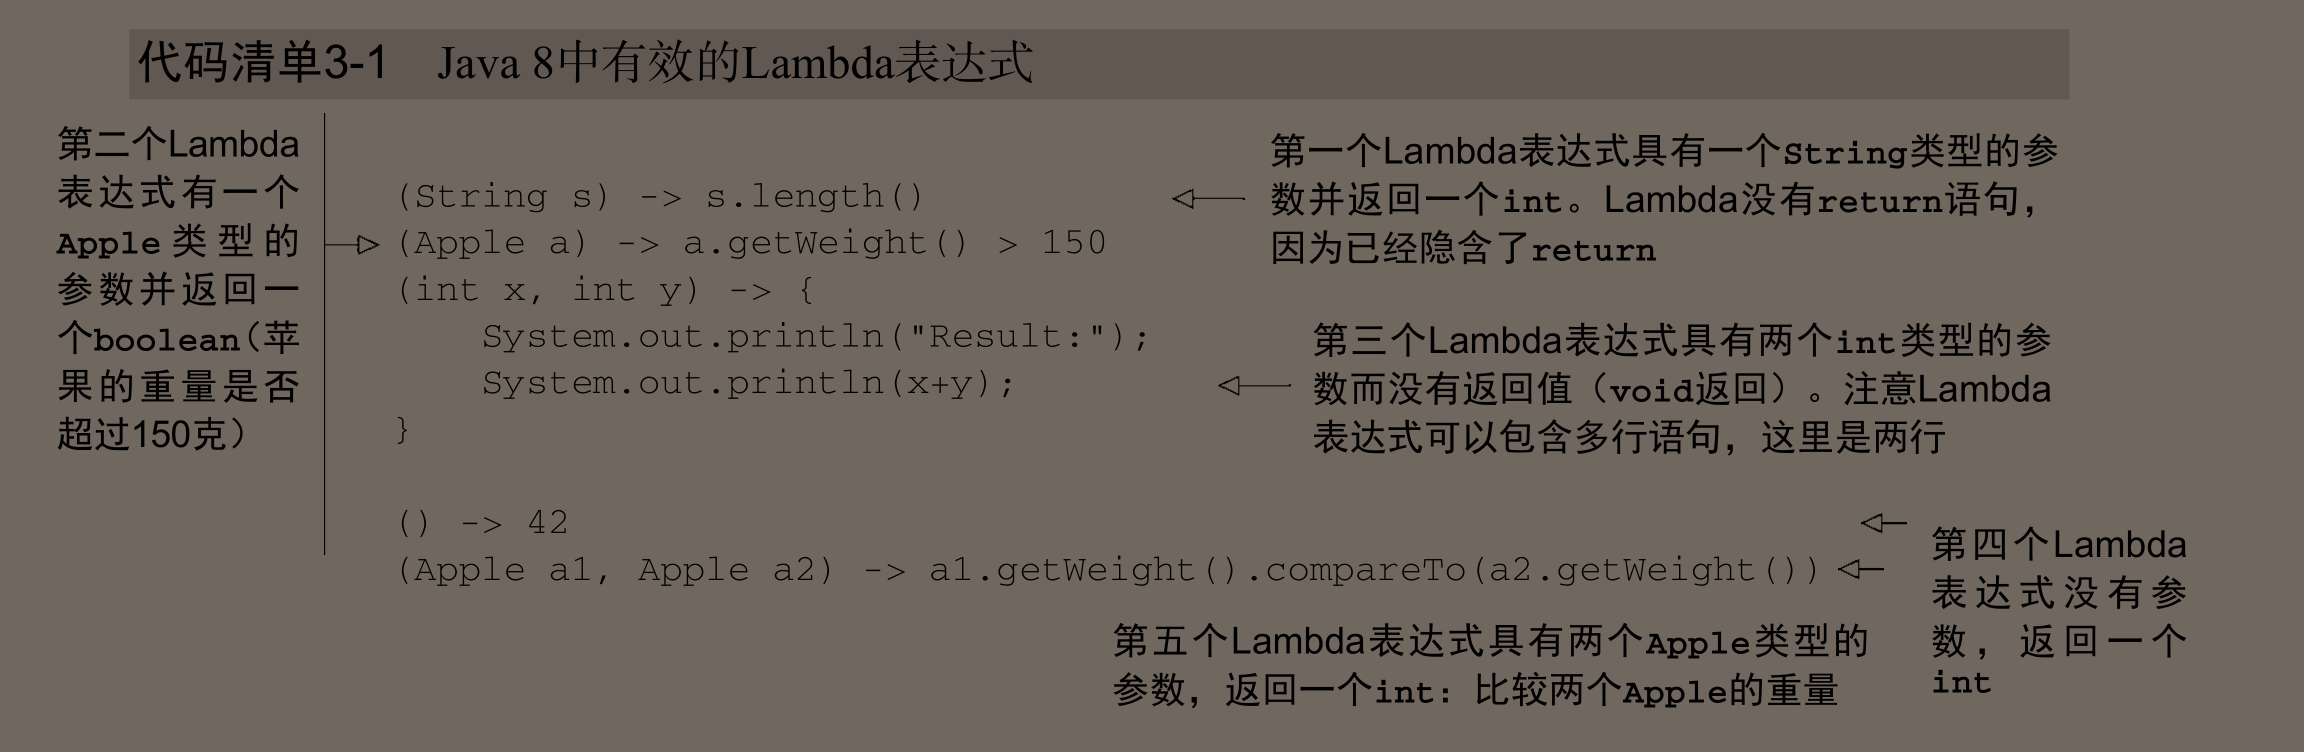 代码清单3-1 Java 8中有效的Lambda表达式
第二个Lambda
表达式有一个
Apple类型的
参数并返回一
个boolean（苹
果的重量是否
超过150克）
(String s) -> s.length()
(Apple a) -> a.getWeight() > 150
(int x, int y) -> {
System.out.println("Result:");
System.out.println(x+y);
}
() -> 42
(Apple a1, Apple a2) -> a1.getWeight().compareTo(a2.getWeight())
第一个Lambda表达式具有一个String类型的参
数并返回一个int。Lambda没有return语句，
因为已经隐含了return
第三个Lambda表达式具有两个int类型的参
数而没有返回值（void返回）。注意Lambda
表达式可以包含多行语句，这里是两行
第四个Lambda
表达式没有参
数，返回一个
int
第五个Lambda表达式具有两个Apple类型的
参数，返回一个int：比较两个Apple的重量